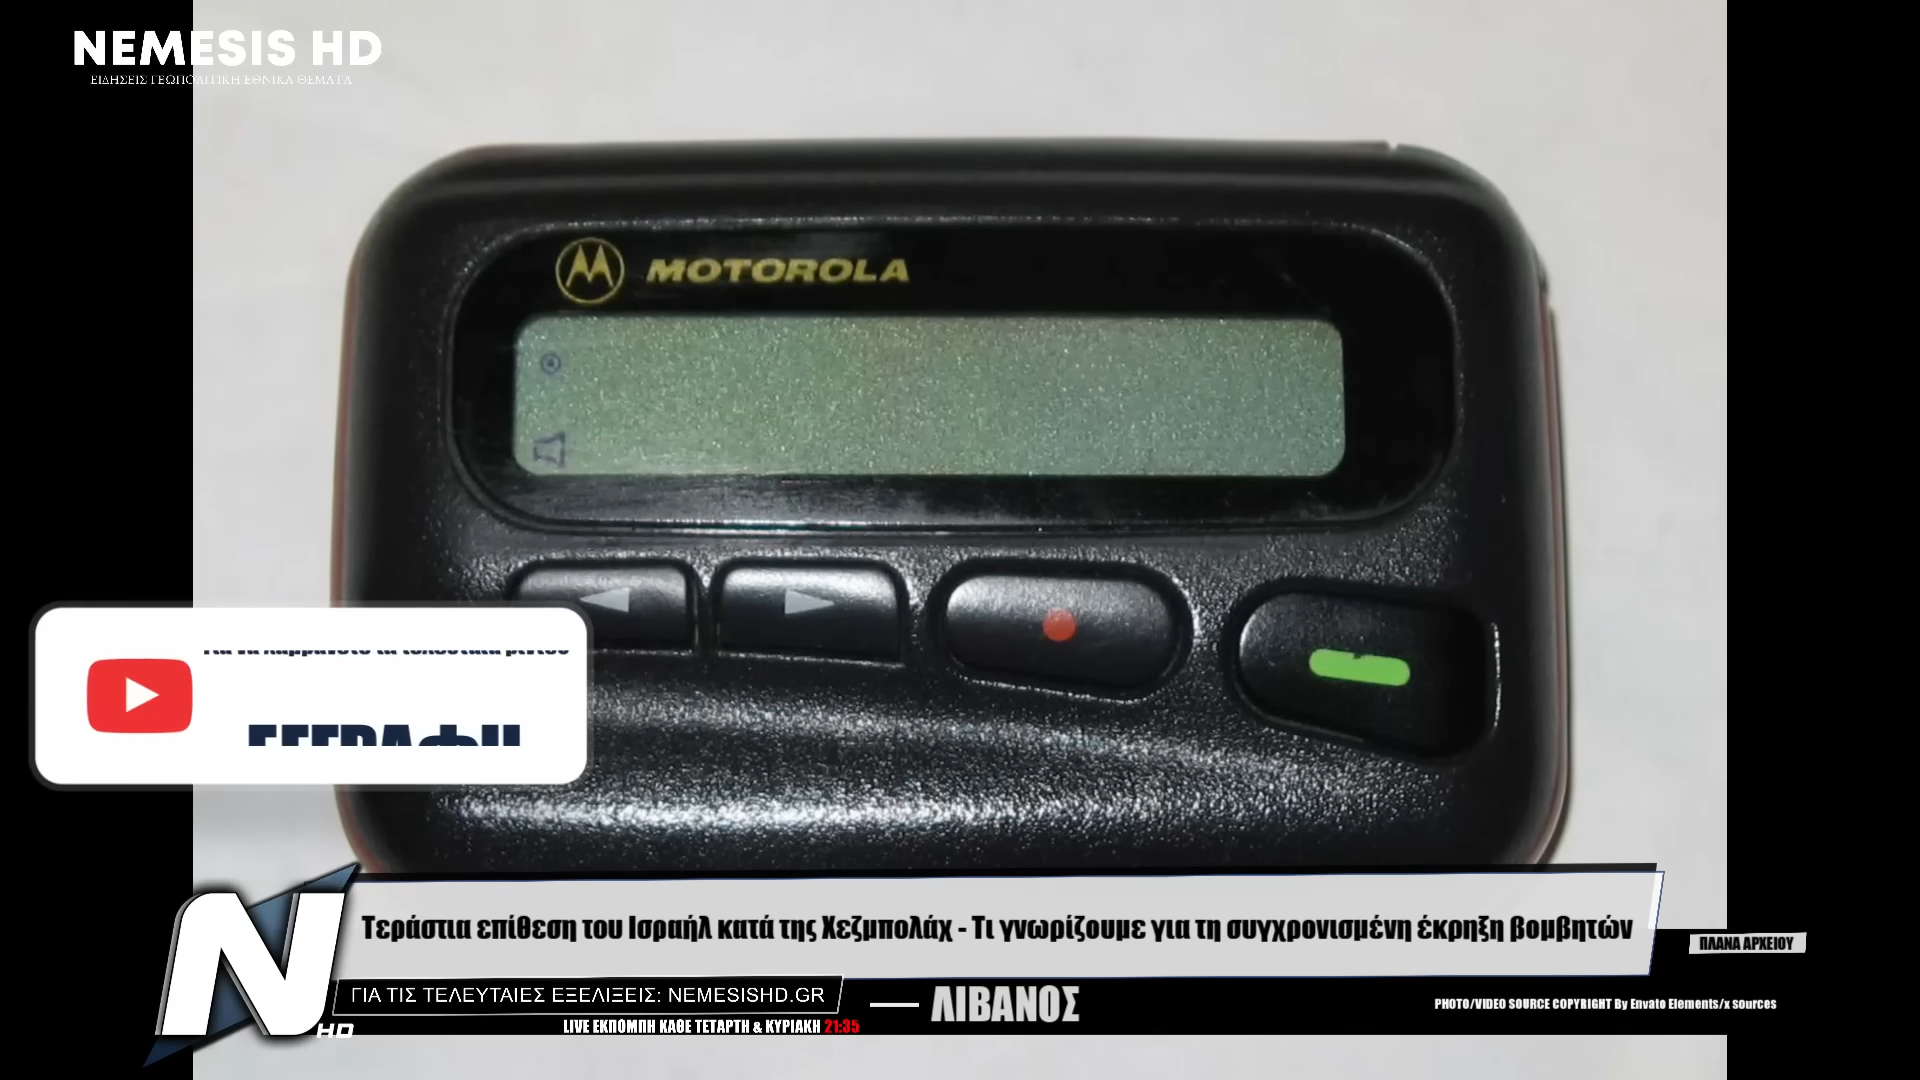 NEMESIS HD
ΕΙΔΗΣΕΙΣ ΓΕΩΠΟΛΙΤΙΚΗ ΕΘΝΙΚΑ ΘΕΜΑΤΑ
MOTOROLA
Τεράστια επίθεση του Ισραήλ κατά της Χεζμπολάχ - Τι γνωρίζουμε για τη συγχρονισμένη έκρηξη βομβητών
ΠΛΑΝΑ ΑΡΧΕΙΟΥ
ΓΙΑ ΤΙΣ ΤΕΛΕΥΤΑΙΕΣ ΕΞΕΛΙΞΕΙΣ: NEMESISHD.GR
ΛΙΒΑΝΟΣ
PHOTO/VIDEO SOURCE COPYRIGHT By Envato Elements/x sources
N HD
LIVE ΕΚΠΟΜΠΗ ΚΑΘΕ ΤΕΤΑΡΤΗ & ΚΥΡΙΑΚΗ 21:35